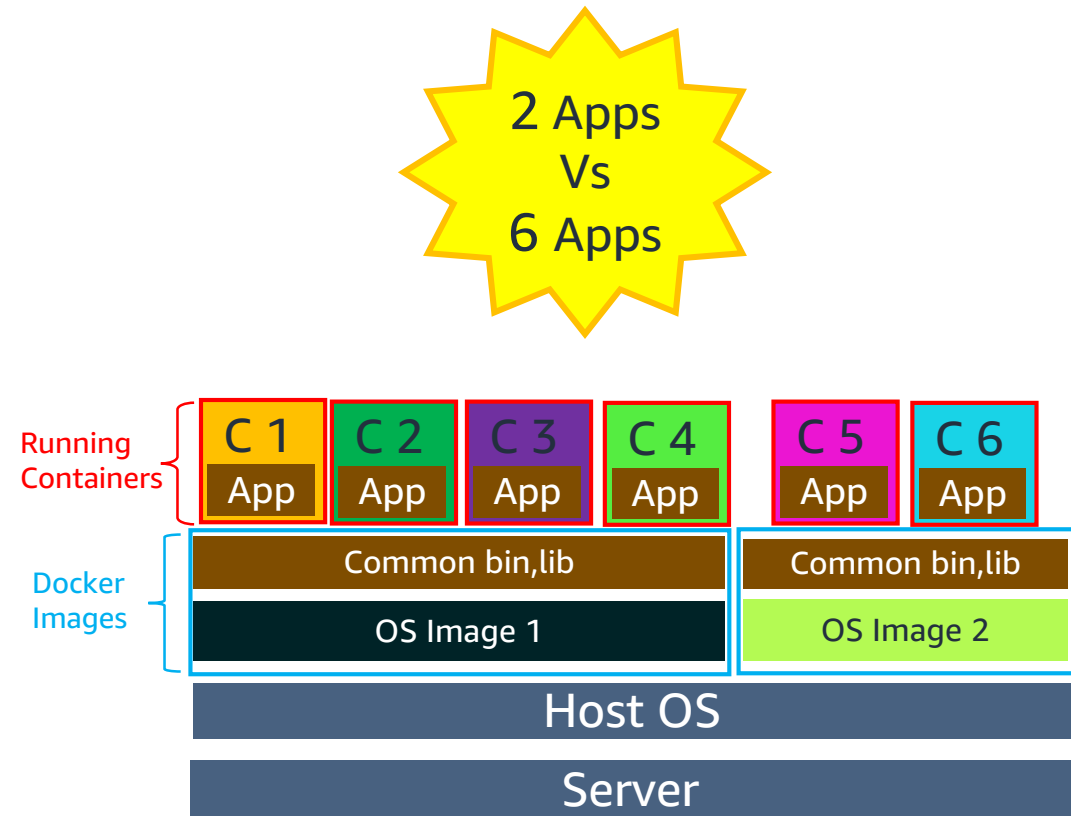 2 Apps
Vs
6 Apps
Running
Containers
C 1
App
C 2
App
C 3
App
C 4
App
C 5
App
C 6
App
Docker
Images
Common bin,lib
OS Image 1
Common bin,lib
OS Image 2
Host OS
Server